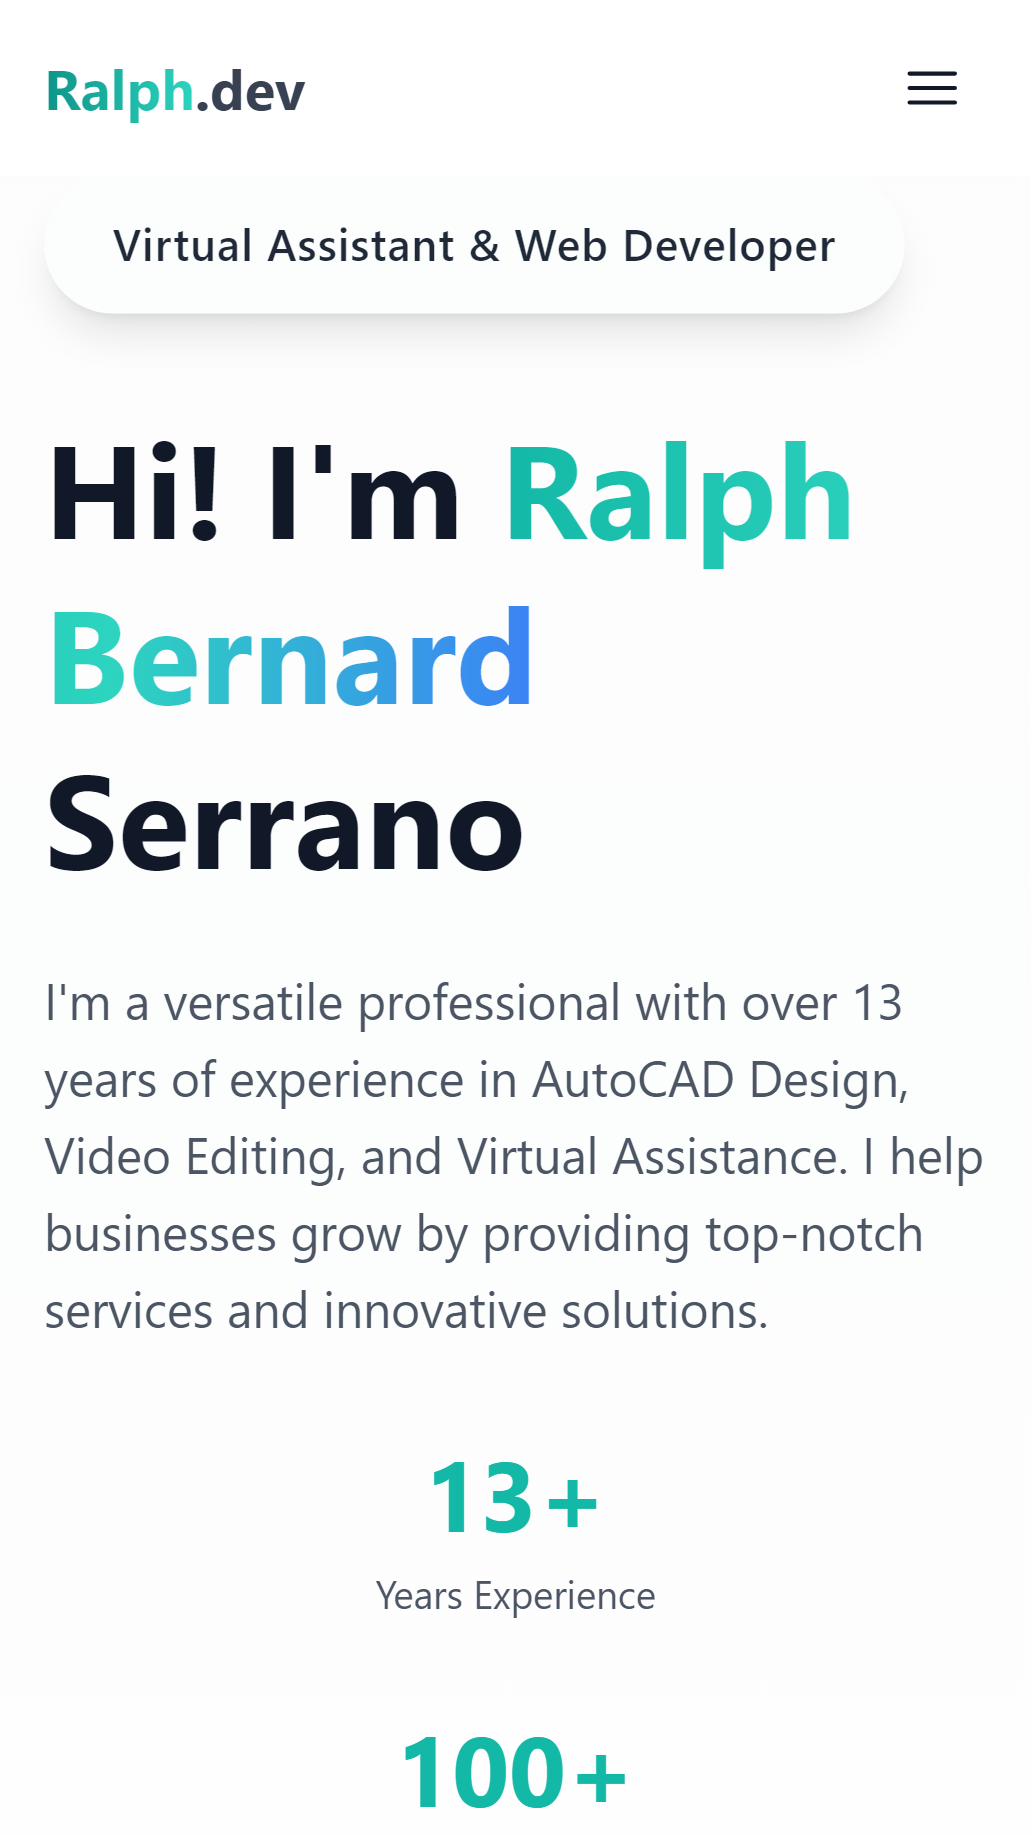 Ralph.dev
Virtual Assistant & Web Developer
Hi! I'm Ralph
Bernard
Serrano
I'm a versatile professional with over 13
years of experience in AutoCAD Design,
Video Editing, and Virtual Assistance. I help
businesses grow by providing top-notch
services and innovative solutions.
13+
Years Experience
100+